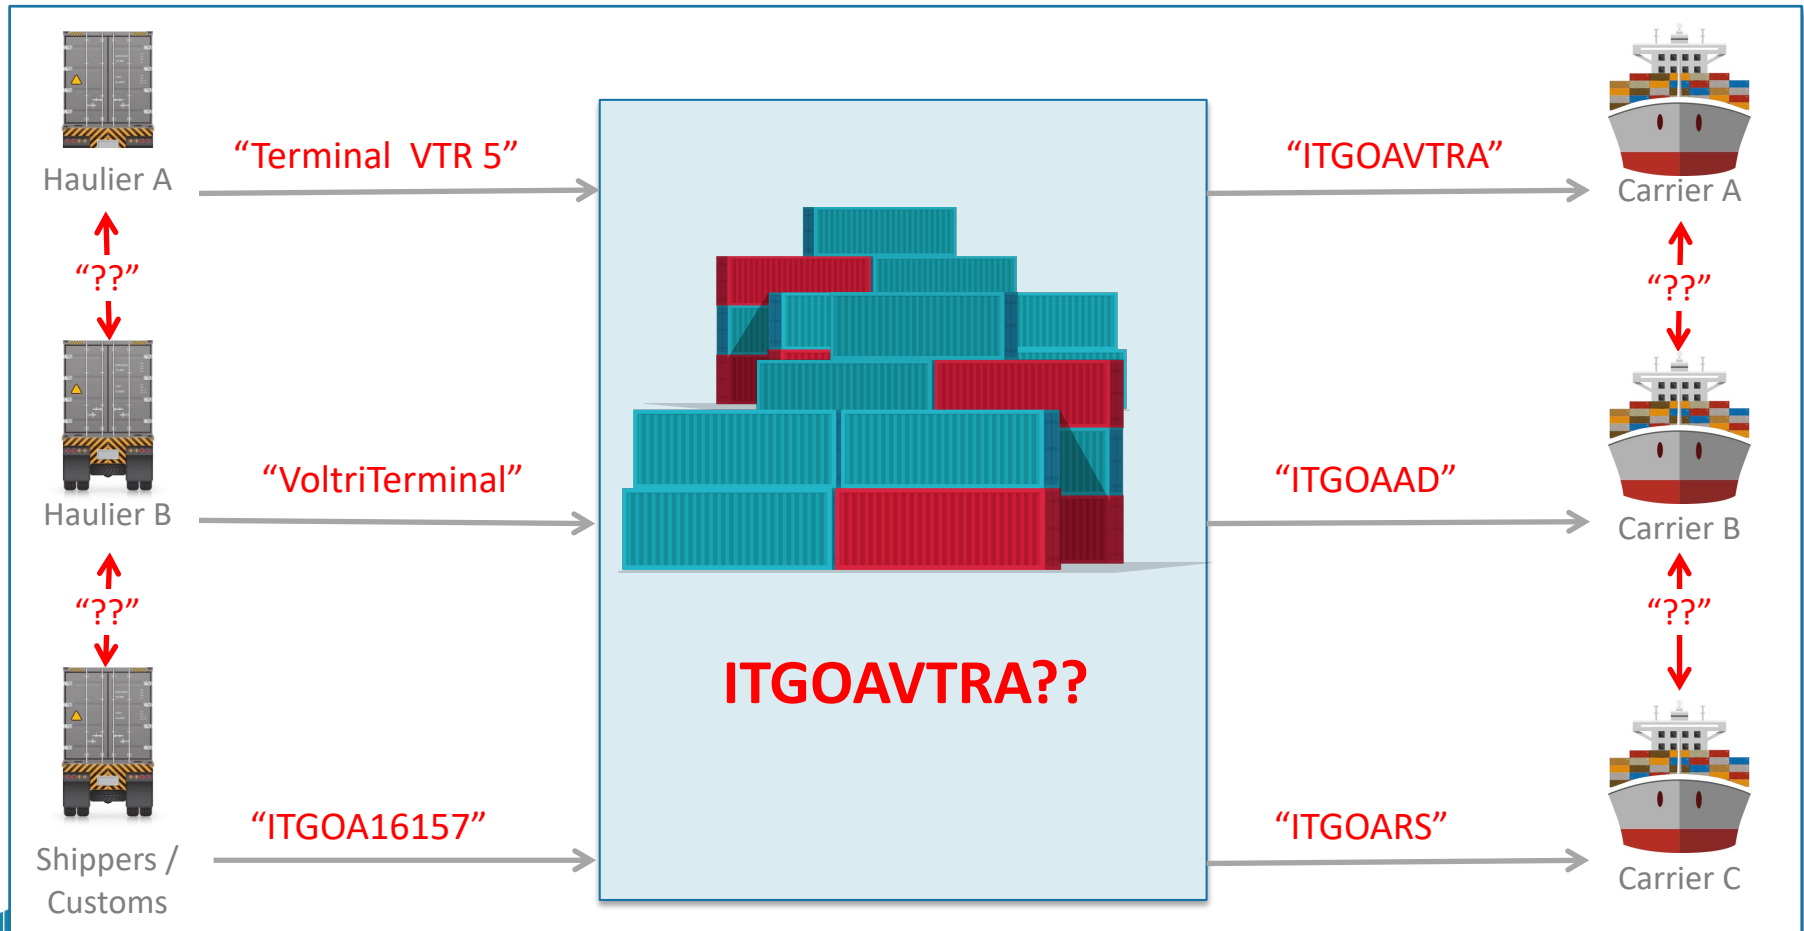 Haulier A
“Terminal VTR 5”
“ITGOAVTRA”
Carrier A
“??”
“??”
Haulier B
“VoltriTerminal”
“ITGOAAD”
Carrier B
“??”
“??”
ITGOAVTRA??
Shippers /
Customs
“ITGOA16157”
“ITGOARS”
Carrier C